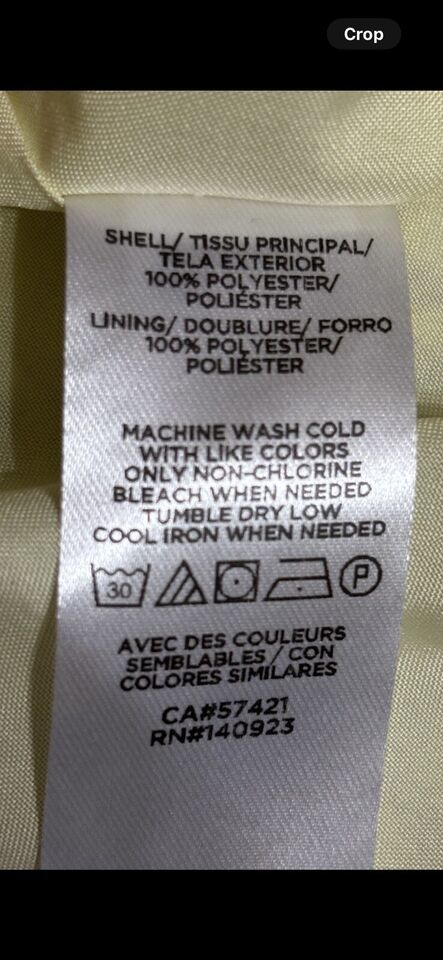 Crop
SHELL/ TISSU PRINCIPAL/
TELA EXTERIOR
100% POLYESTER/
POLIÉSTER
LINING/ DOUBLURE/ FORRO
100% POLYESTER/
POLIÉSTER
MACHINE WASH COLD
WITH LIKE COLORS
ONLY NON-CHLORINE
BLEACH WHEN NEEDED
TUMBLE DRY LOW
COOL IRON WHEN NEEDED
30 P
AVEC DES COULEURS
SEMBLABLES / CON
COLORES SIMILARES
CA#57421
RN#140923